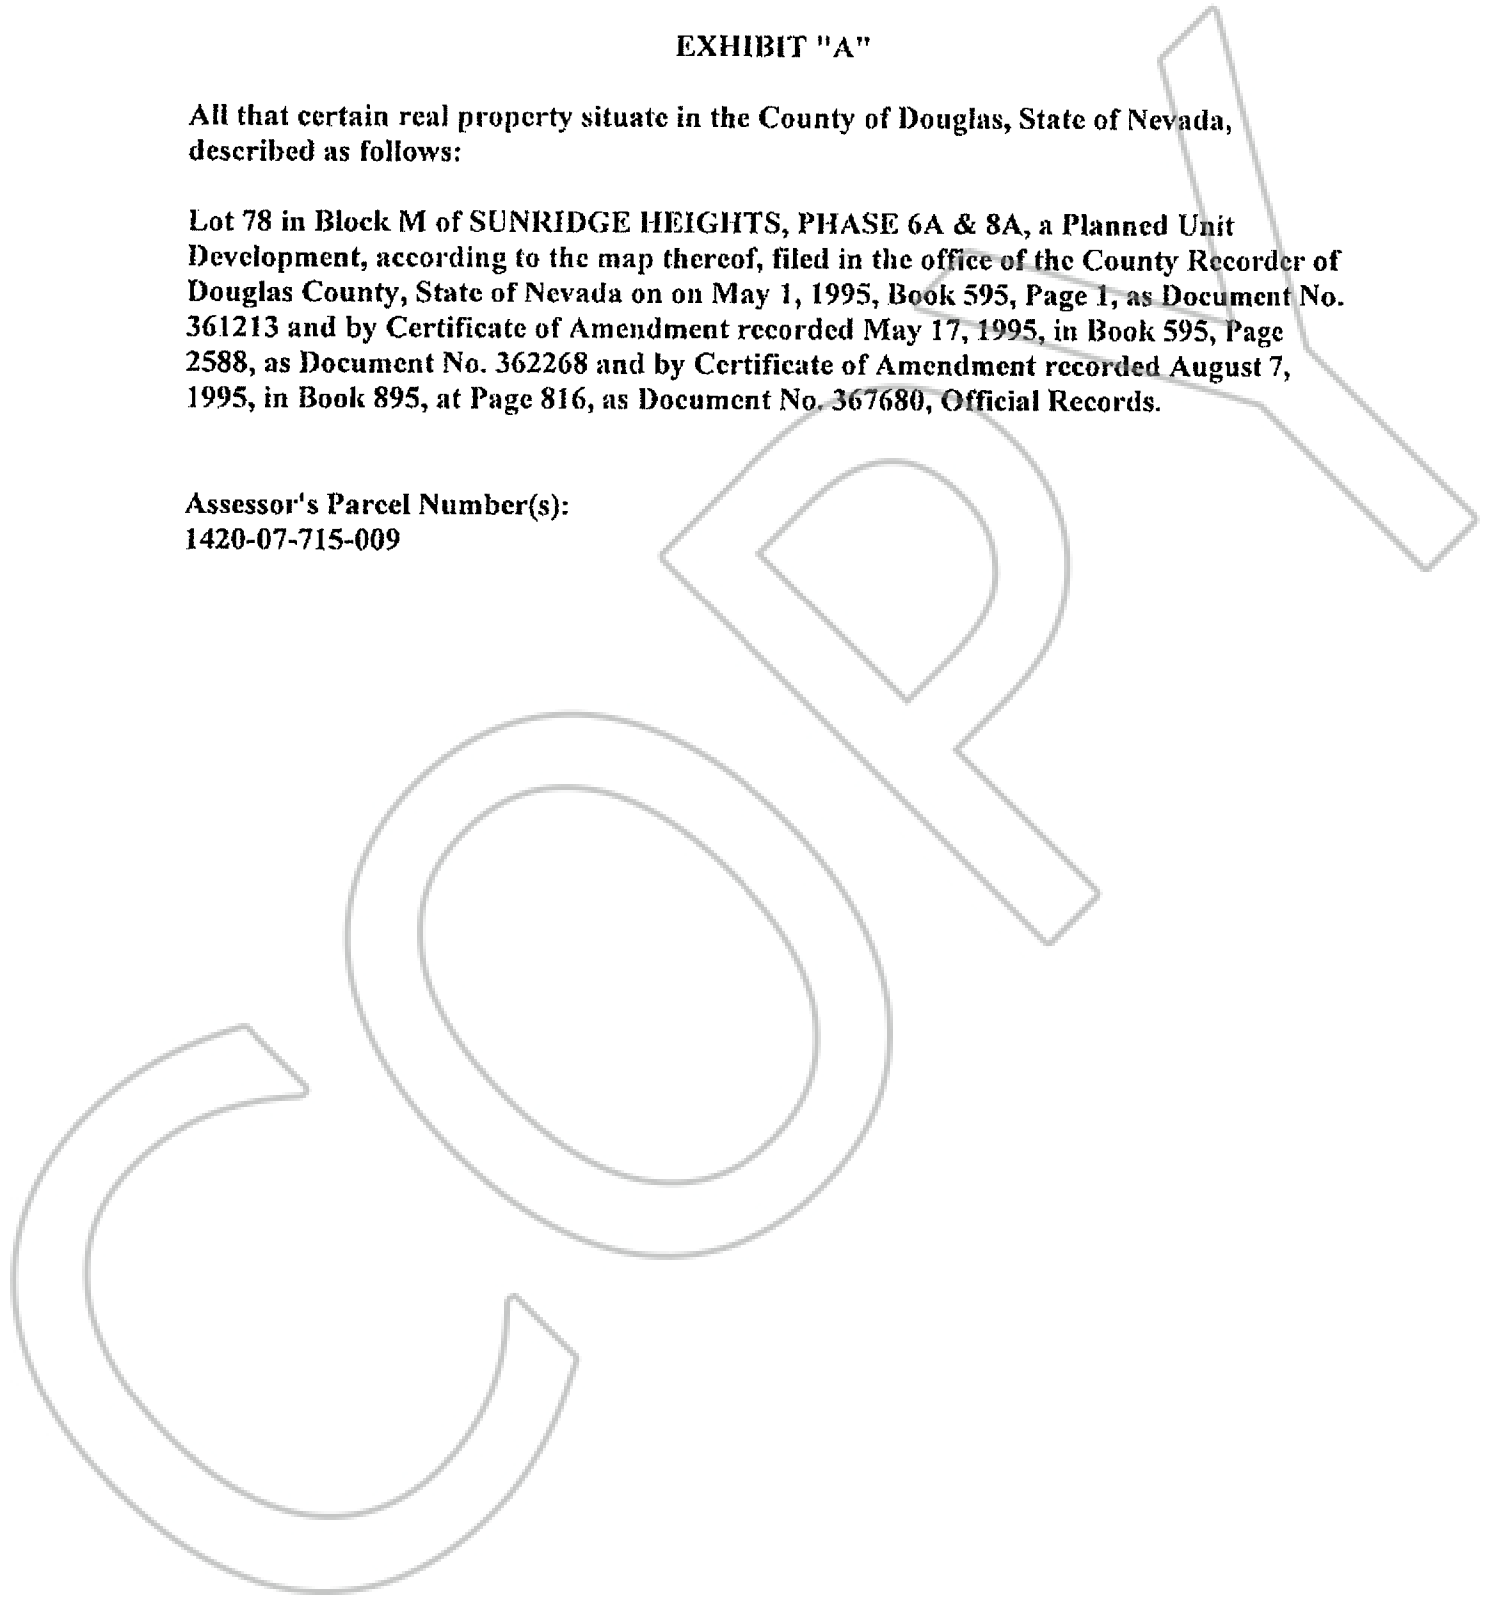 EXHIBIT "A"
All that certain real property situate in the County of Douglas, State of Nevada,
described as follows:
Lot 78 in Block M of SUNRIDGE HEIGHTS, PHASE 6A & 8A, a Planned Unit
Development, according to the map thereof, filed in the office of the County Recorder of
Douglas County, State of Nevada on on May 1, 1995, Book 595, Page 1, as Document No.
361213 and by Certificate of Amendment recorded May 17, 1995, in Book 595, Page
2588, as Document No. 362268 and by Certificate of Amendment recorded August 7,
1995, in Book 895, at Page 816, as Document No. 367680, Official Records.
Assessor's Parcel Number(s):
1420-07-715-009
COPY